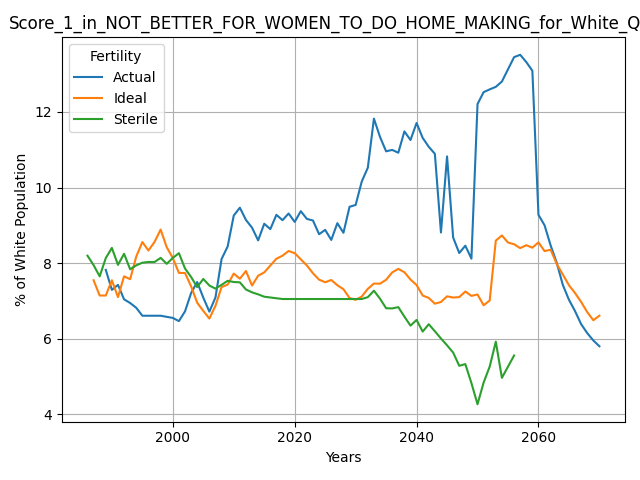 Score_1_in_NOT_BETTER_FOR_WOMEN_TO_DO_HOME_MAKING_for_White_Q
Fertility
Actual
Ideal
Sterile
12
10
8
6
4
% of White Population
2000 2020 2040 2060
Years